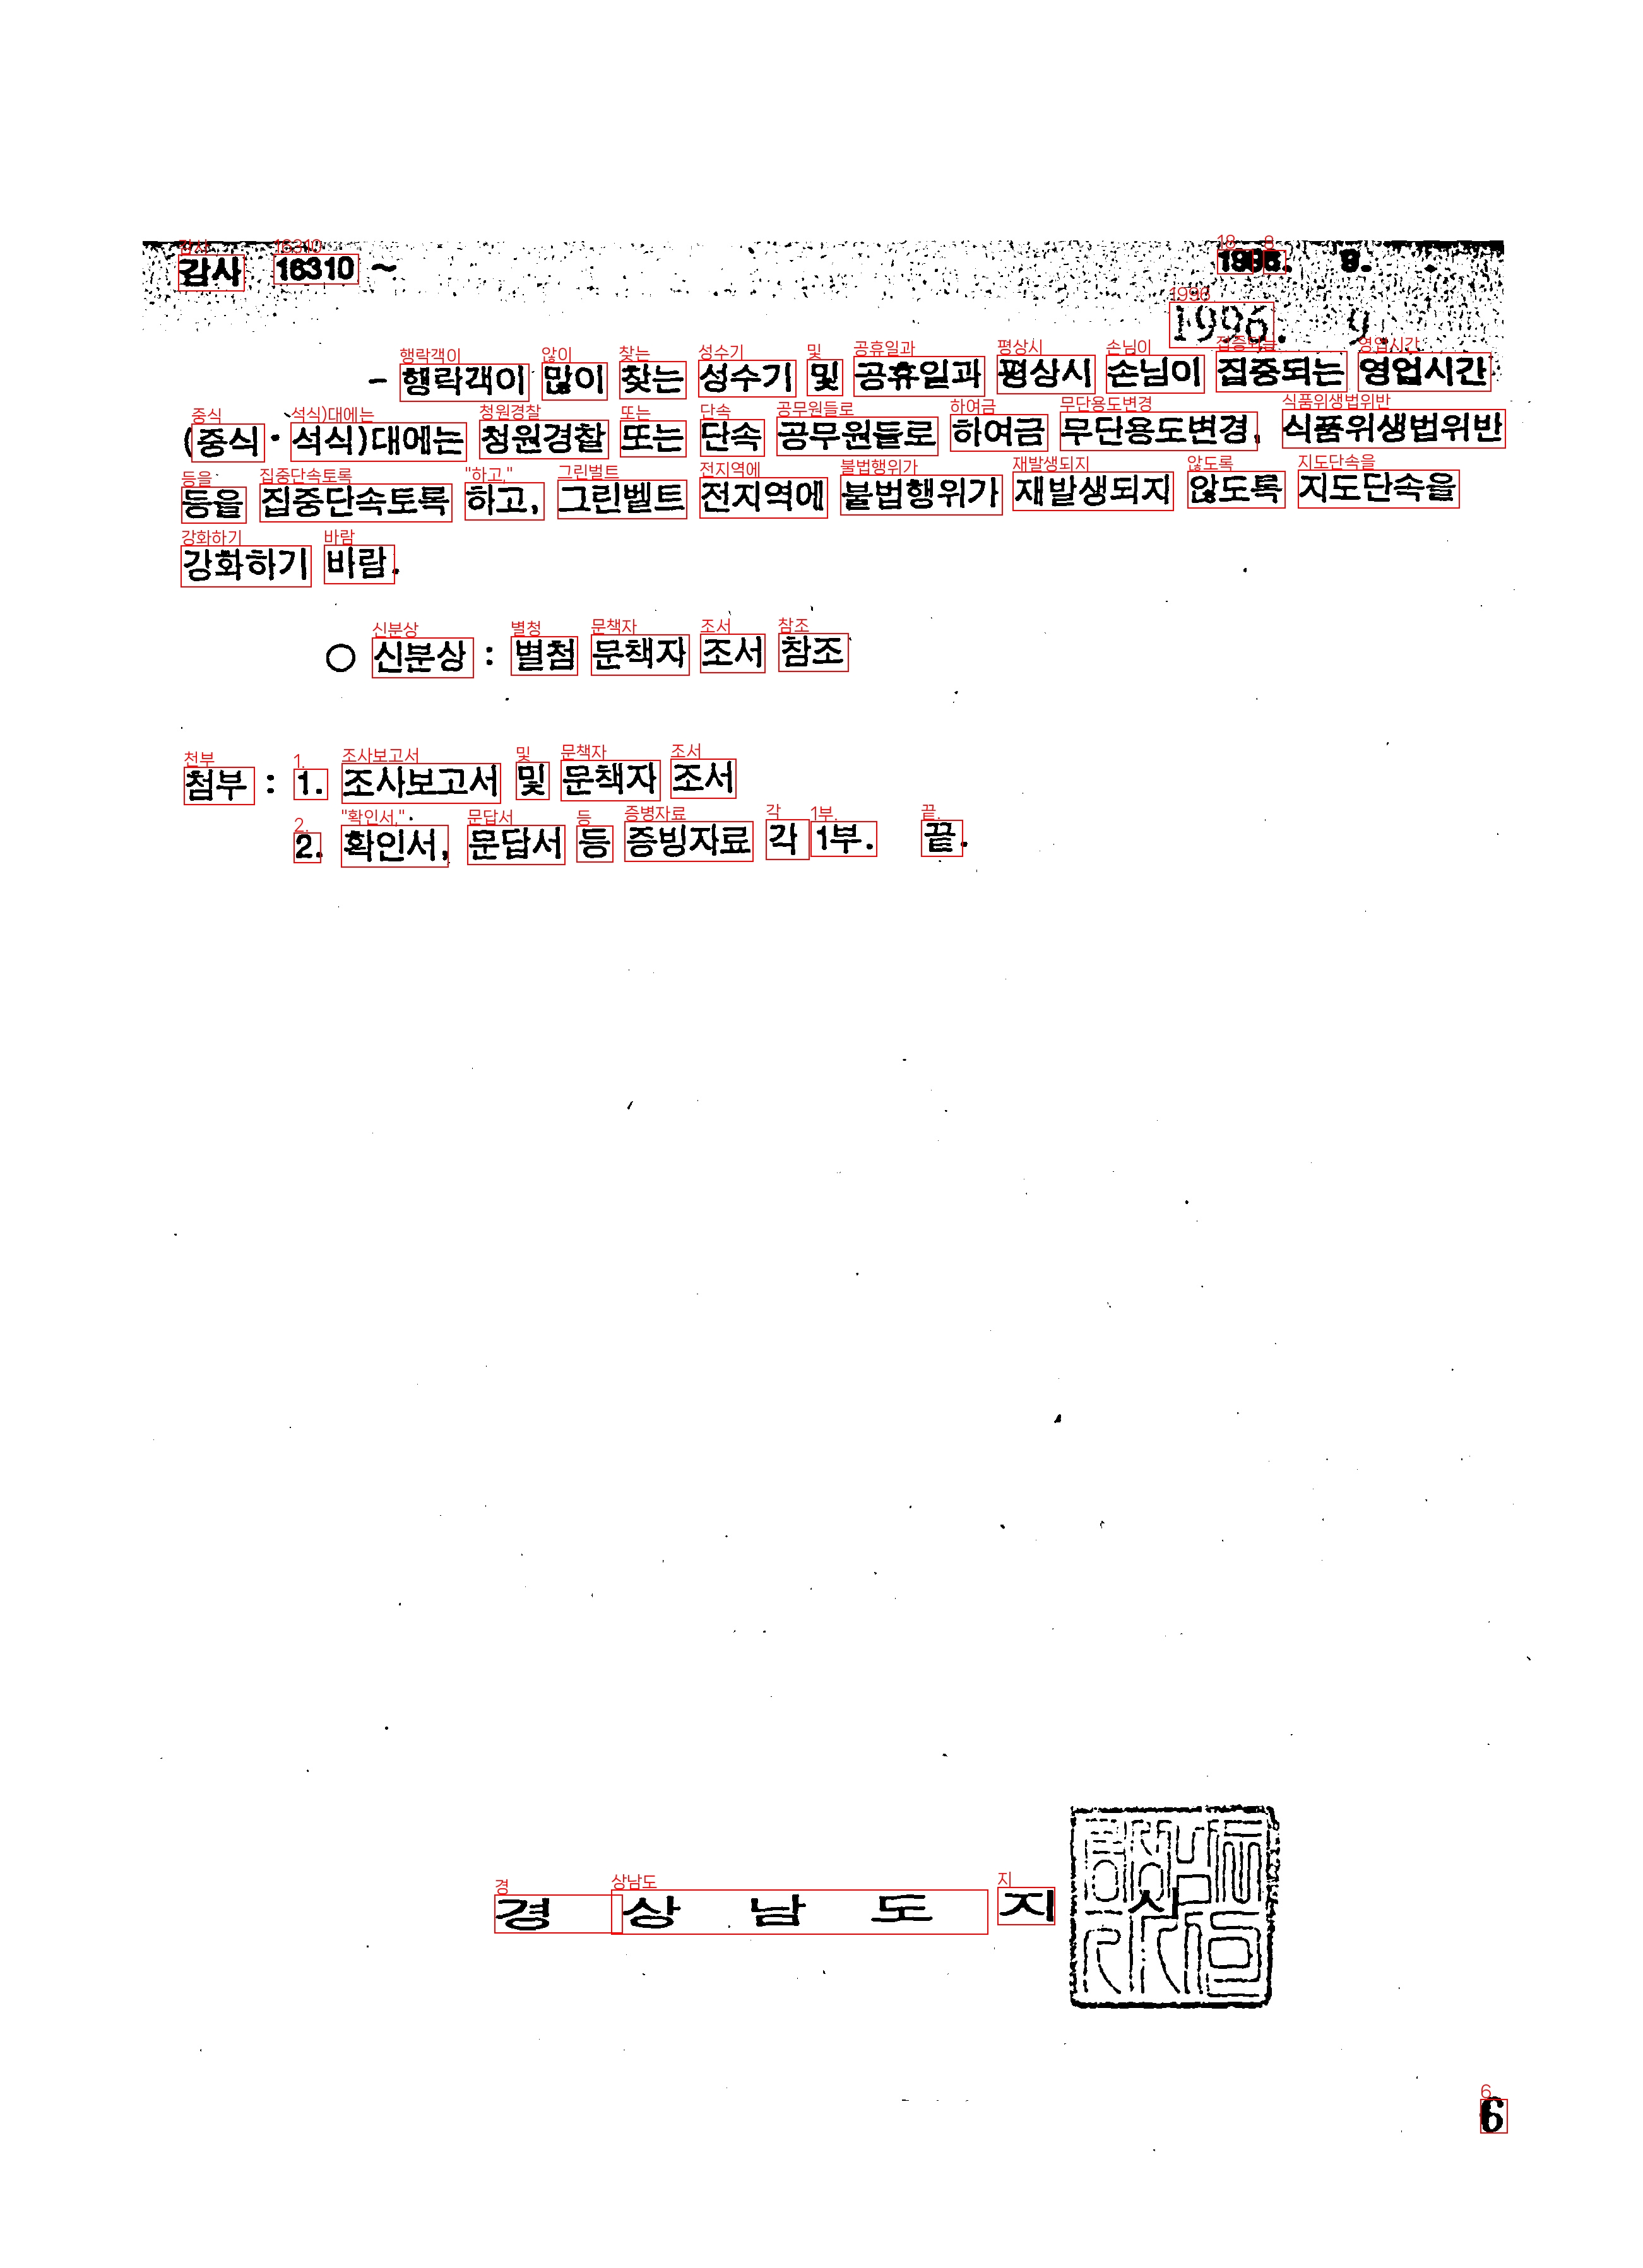 감사 16310 ~ 1996. 9. .
1996. 9.
- 행락객이 많이 찾는 성수기 및 공휴일과 평상시 손님이 집중되는 영업시간
(중식·석식)대에는 청원경찰 또는 단속 공무원들로 하여금 무단용도변경, 식품위생법위반
등을 집중단속토록 하고, 그린벨트 전지역에 불법행위가 재발생되지 않도록 지도단속을
강화하기 바람.
○ 신분상 : 별첨 문책자 조서 참조
첨부 : 1. 조사보고서 및 문책자 조서
2. 확인서, 문답서 등 증빙자료 각 1부. 끝.
경 상 남 도 지 사
6